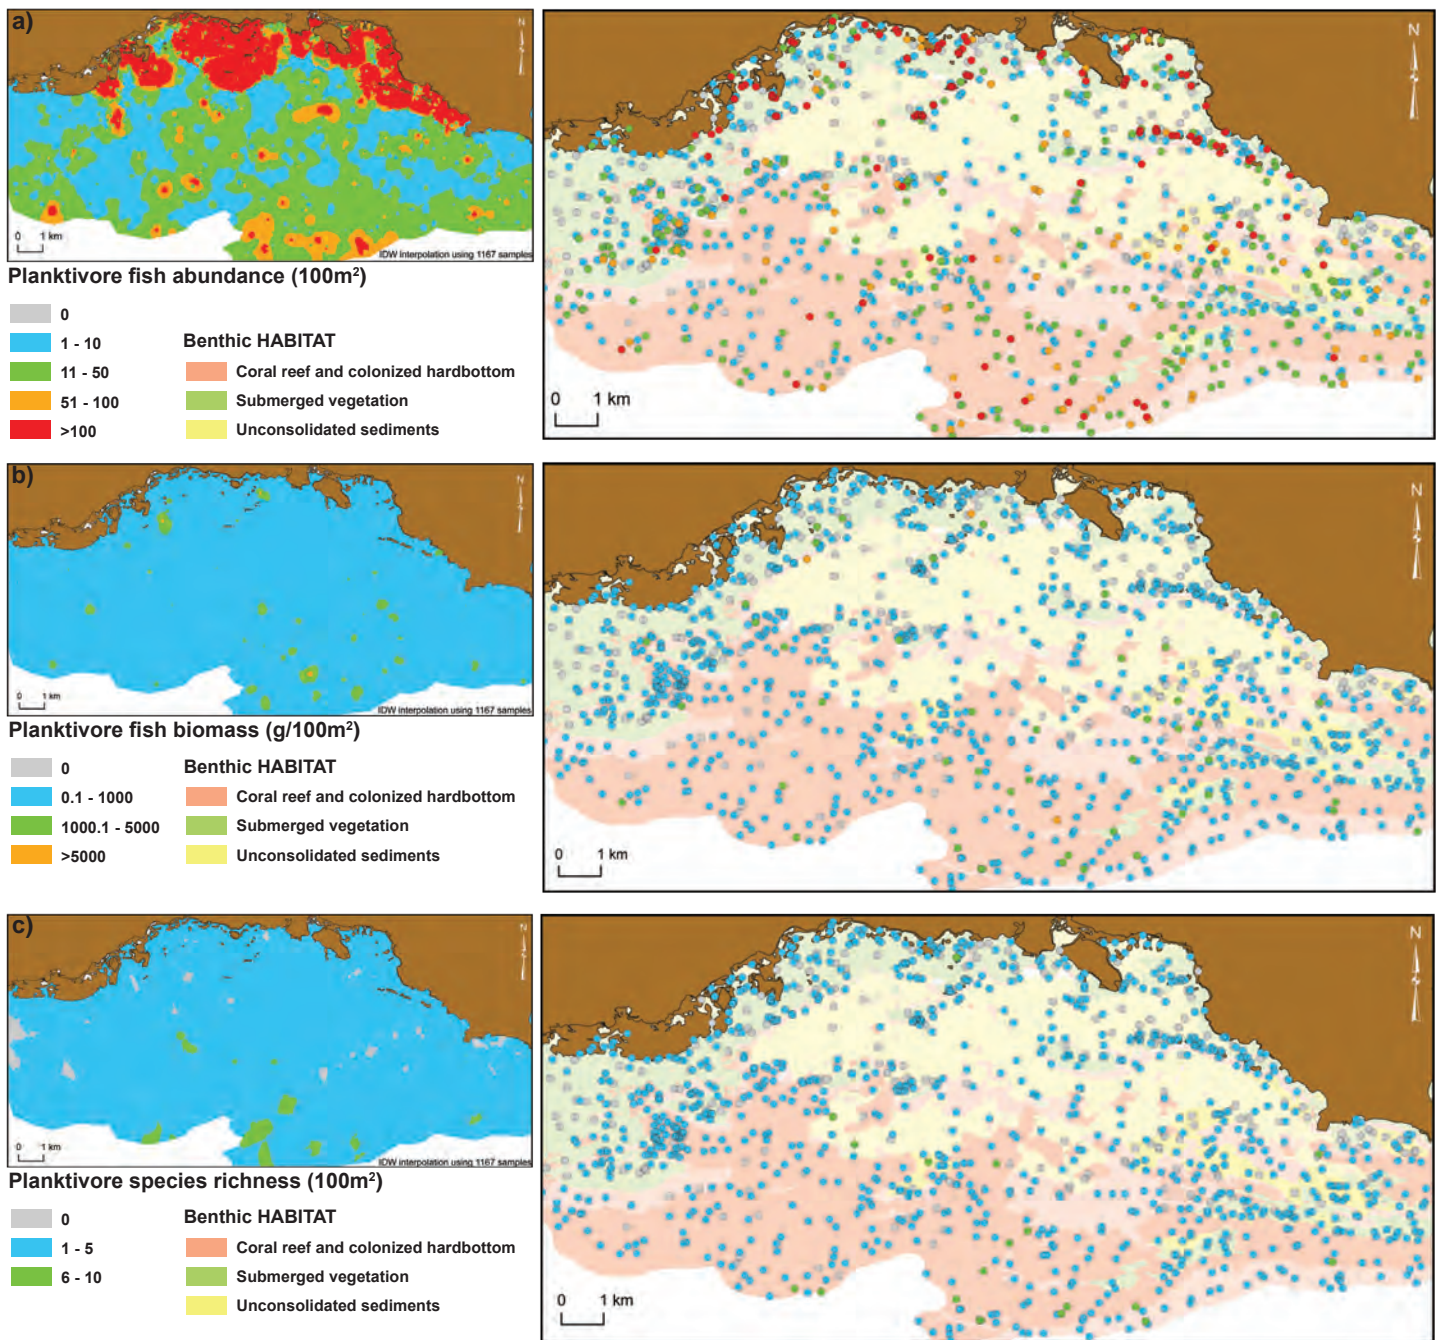 a)
N
0 1 km
IDW interpolation using 1167 samples
N
0 1 km
Planktivore fish abundance (100m²)
0
1 - 10
11 - 50
51 - 100
>100
Benthic HABITAT
Coral reef and colonized hardbottom
Submerged vegetation
Unconsolidated sediments
b)
N
0 1 km
IDW interpolation using 1167 samples
N
0 1 km
Planktivore fish biomass (g/100m²)
0
0.1 - 1000
1000.1 - 5000
>5000
Benthic HABITAT
Coral reef and colonized hardbottom
Submerged vegetation
Unconsolidated sediments
c)
N
0 1 km
IDW interpolation using 1167 samples
N
0 1 km
Planktivore species richness (100m²)
0
1 - 5
6 - 10
Benthic HABITAT
Coral reef and colonized hardbottom
Submerged vegetation
Unconsolidated sediments